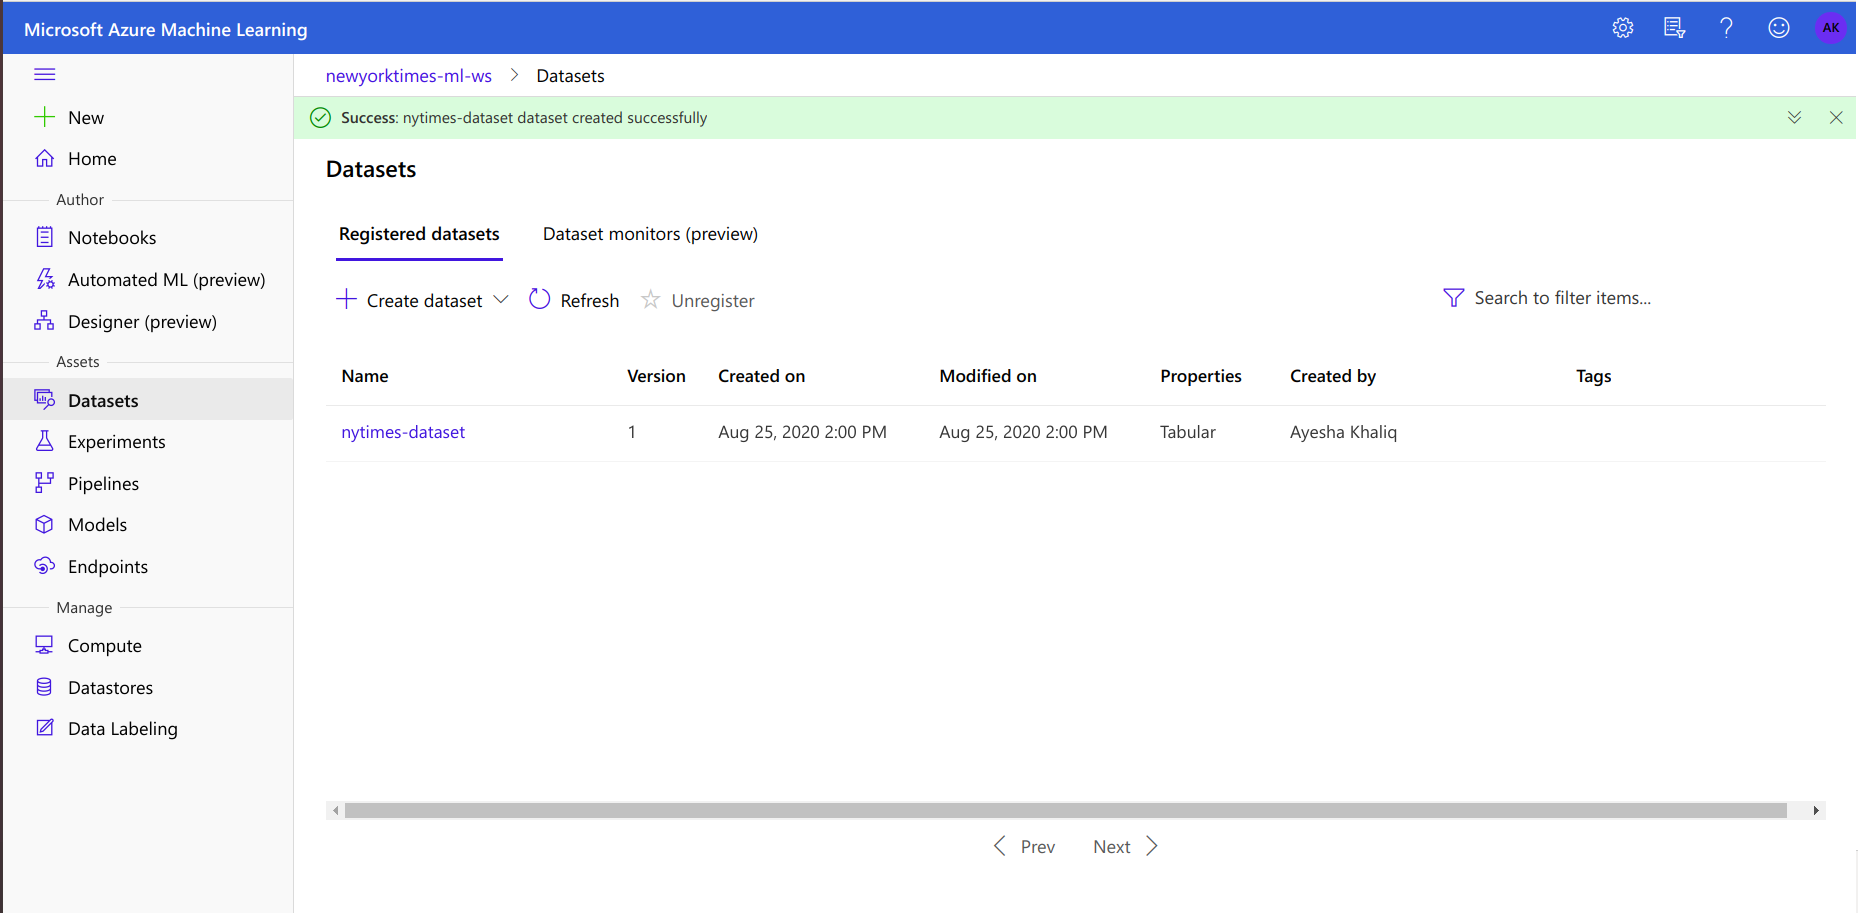 Microsoft Azure Machine Learning
AK
newyorktimes-ml-ws > Datasets
Success: nytimes-dataset dataset created successfully
New
Home
Author
Notebooks
Automated ML (preview)
Designer (preview)
Assets
Datasets
Experiments
Pipelines
Models
Endpoints
Manage
Compute
Datastores
Data Labeling
Datasets
Registered datasets Dataset monitors (preview)
Create dataset Refresh Unregister Search to filter items...
Name Version Created on Modified on Properties Created by Tags
nytimes-dataset 1 Aug 25, 2020 2:00 PM Aug 25, 2020 2:00 PM Tabular Ayesha Khaliq
Prev Next